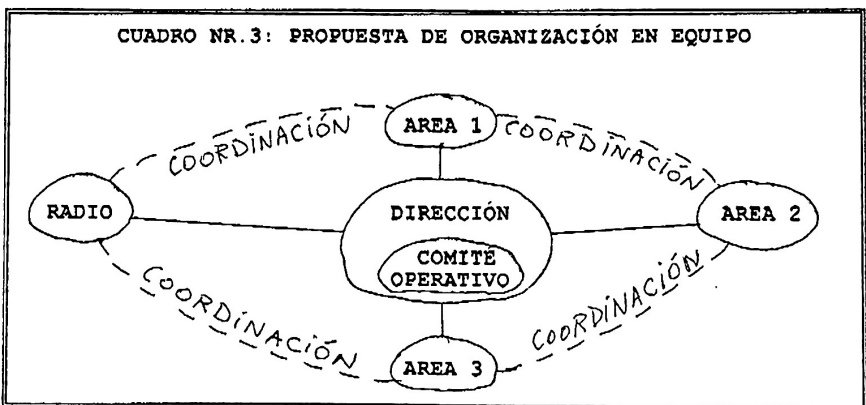 CUADRO NR.3: PROPUESTA DE ORGANIZACIÓN EN EQUIPO
AREA 1
COORDINACIÓN
COORDINACIÓN
RADIO
DIRECCIÓN
AREA 2
COMITÉ
OPERATIVO
COORDINACIÓN
COORDINACIÓN
AREA 3